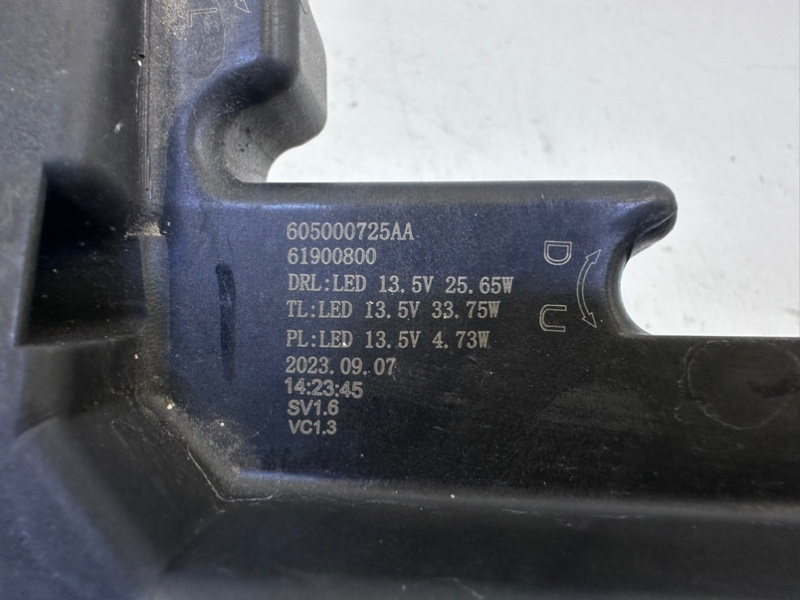 605000725AA
61900800
DRL:LED 13.5V 25.65W
TL:LED 13.5V 33.75W
PL:LED 13.5V 4.73W
2023.09.07
14:23:45
SV1.6
VC1.3
D
U